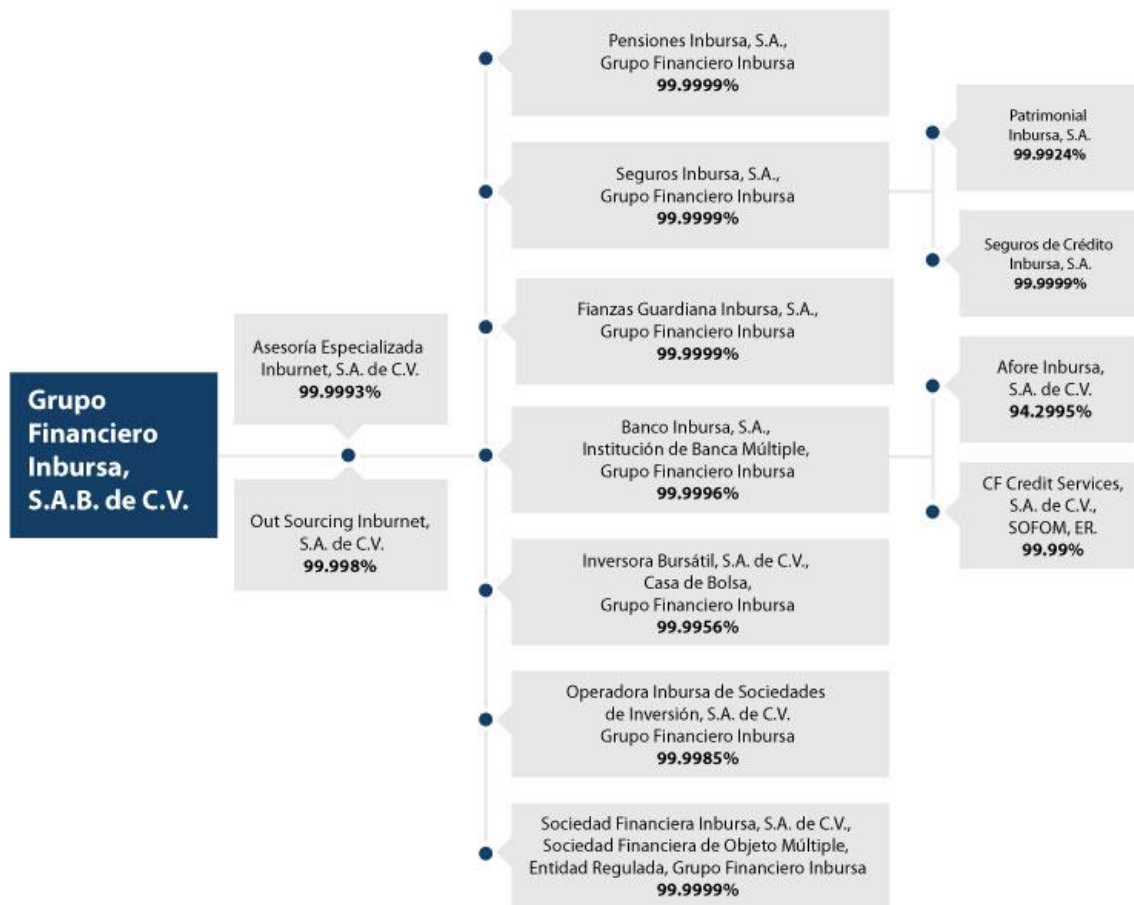 Grupo
Financiero
Inbursa,
S.A.B. de C.V.
Asesoría Especializada
Inburnet, S.A. de C.V.
99.9993%
Out Sourcing Inburnet,
S.A. de C.V.
99.998%
Pensiones Inbursa, S.A.,
Grupo Financiero Inbursa
99.9999%
Seguros Inbursa, S.A.,
Grupo Financiero Inbursa
99.9999%
Patrimonial
Inbursa, S.A.
99.9924%
Seguros de Crédito
Inbursa, S.A.
99.9999%
Fianzas Guardiana Inbursa, S.A.,
Grupo Financiero Inbursa
99.9999%
Banco Inbursa, S.A.,
Institución de Banca Múltiple,
Grupo Financiero Inbursa
99.9996%
Afore Inbursa,
S.A. de C.V.
94.2995%
CF Credit Services,
S.A. de C.V.,
SOFOM, ER.
99.99%
Inversora Bursátil, S.A. de C.V.,
Casa de Bolsa,
Grupo Financiero Inbursa
99.9956%
Operadora Inbursa de Sociedades
de Inversión, S.A. de C.V.
Grupo Financiero Inbursa
99.9985%
Sociedad Financiera Inbursa, S.A. de C.V.,
Sociedad Financiera de Objeto Múltiple,
Entidad Regulada, Grupo Financiero Inbursa
99.9999%